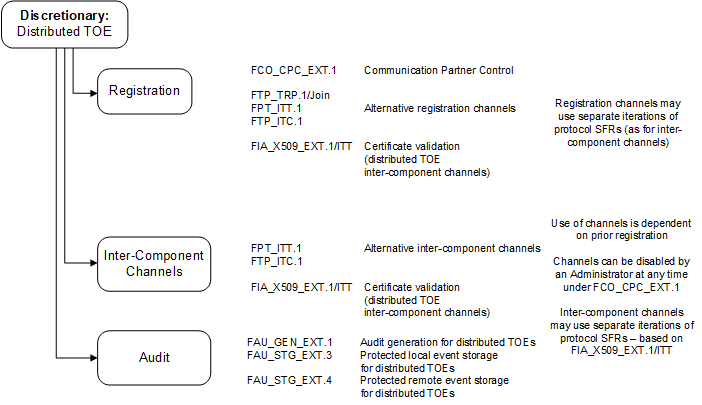 Discretionary:
Distributed TOE
Registration
FCO_CPC_EXT.1 Communication Partner Control
FTP_TRP.1/Join
FPT_ITT.1 Alternative registration channels
FTP_ITC.1
FIA_X509_EXT.1/ITT Certificate validation
(distributed TOE
inter-component channels)
Registration channels may
use separate iterations of
protocol SFRs (as for inter-
component channels)
Inter-Component
Channels
FPT_ITT.1 Alternative inter-component channels
FTP_ITC.1
FIA_X509_EXT.1/ITT Certificate validation
(distributed TOE
inter-component channels)
Use of channels is dependent
on prior registration
Channels can be disabled by
an Administrator at any time
under FCO_CPC_EXT.1
Inter-component channels
may use separate iterations of
protocol SFRs – based on
FIA_X509_EXT.1/ITT
Audit
FAU_GEN_EXT.1 Audit generation for distributed TOEs
FAU_STG_EXT.3 Protected local event storage
for distributed TOEs
FAU_STG_EXT.4 Protected remote event storage
for distributed TOEs